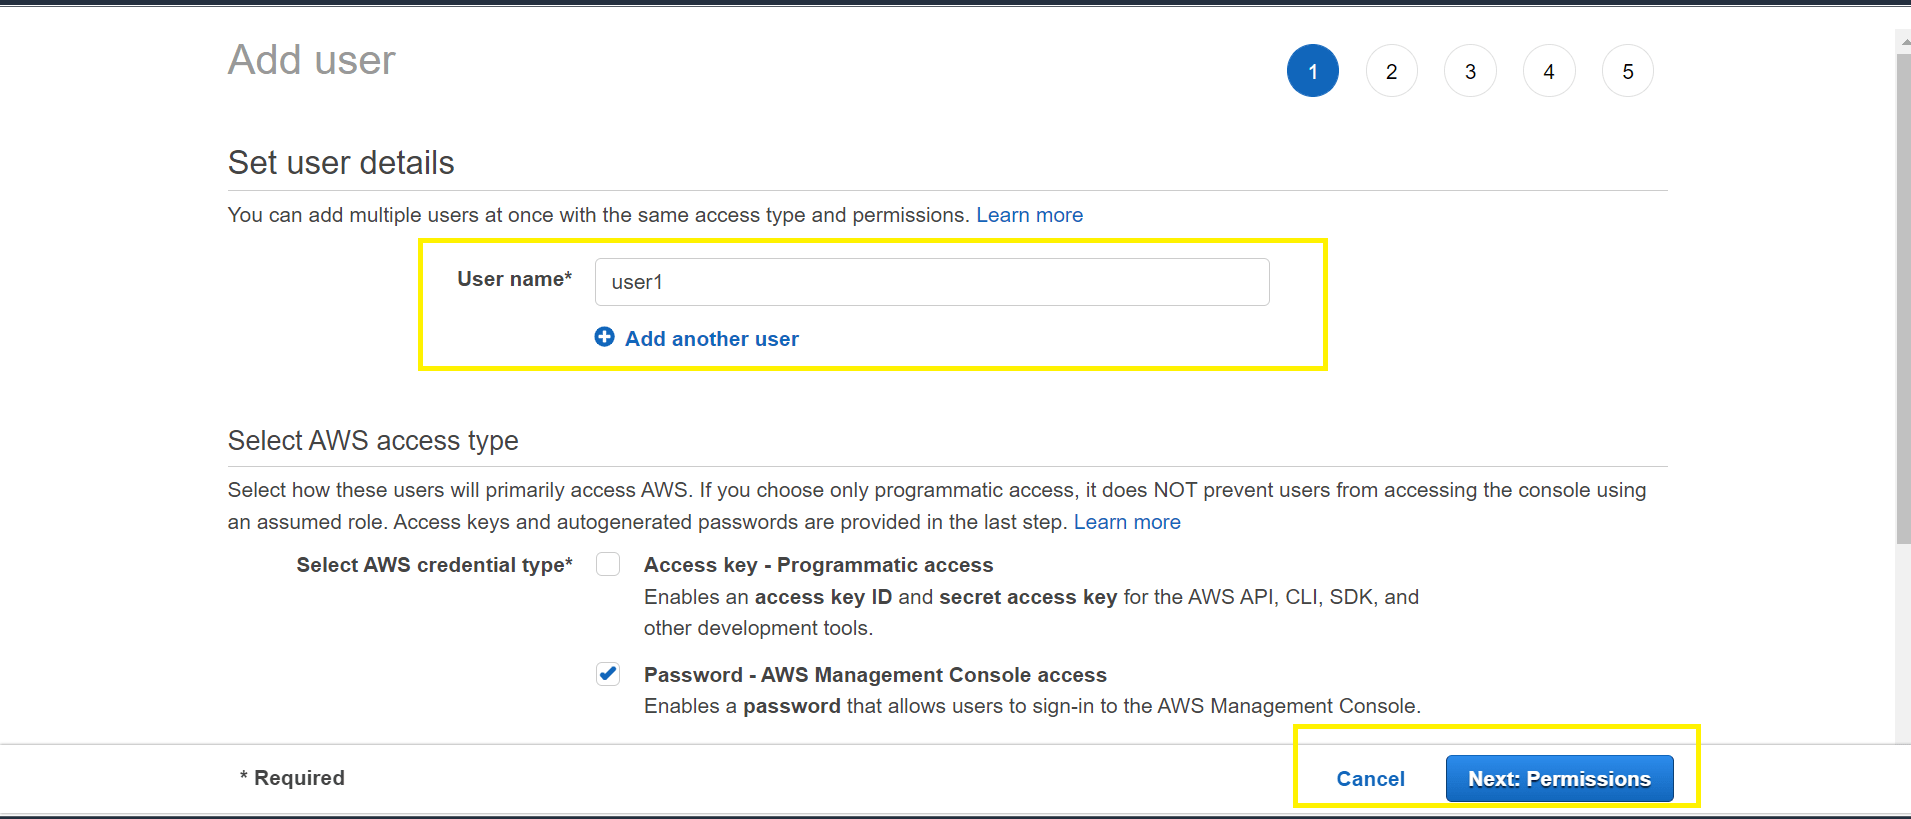 Add user
1 2 3 4 5
Set user details
You can add multiple users at once with the same access type and permissions. Learn more
User name* user1
Add another user
Select AWS access type
Select how these users will primarily access AWS. If you choose only programmatic access, it does NOT prevent users from accessing the console using
an assumed role. Access keys and autogenerated passwords are provided in the last step. Learn more
Select AWS credential type* Access key - Programmatic access
Enables an access key ID and secret access key for the AWS API, CLI, SDK, and
other development tools.
Password - AWS Management Console access
Enables a password that allows users to sign-in to the AWS Management Console.
* Required Cancel Next: Permissions